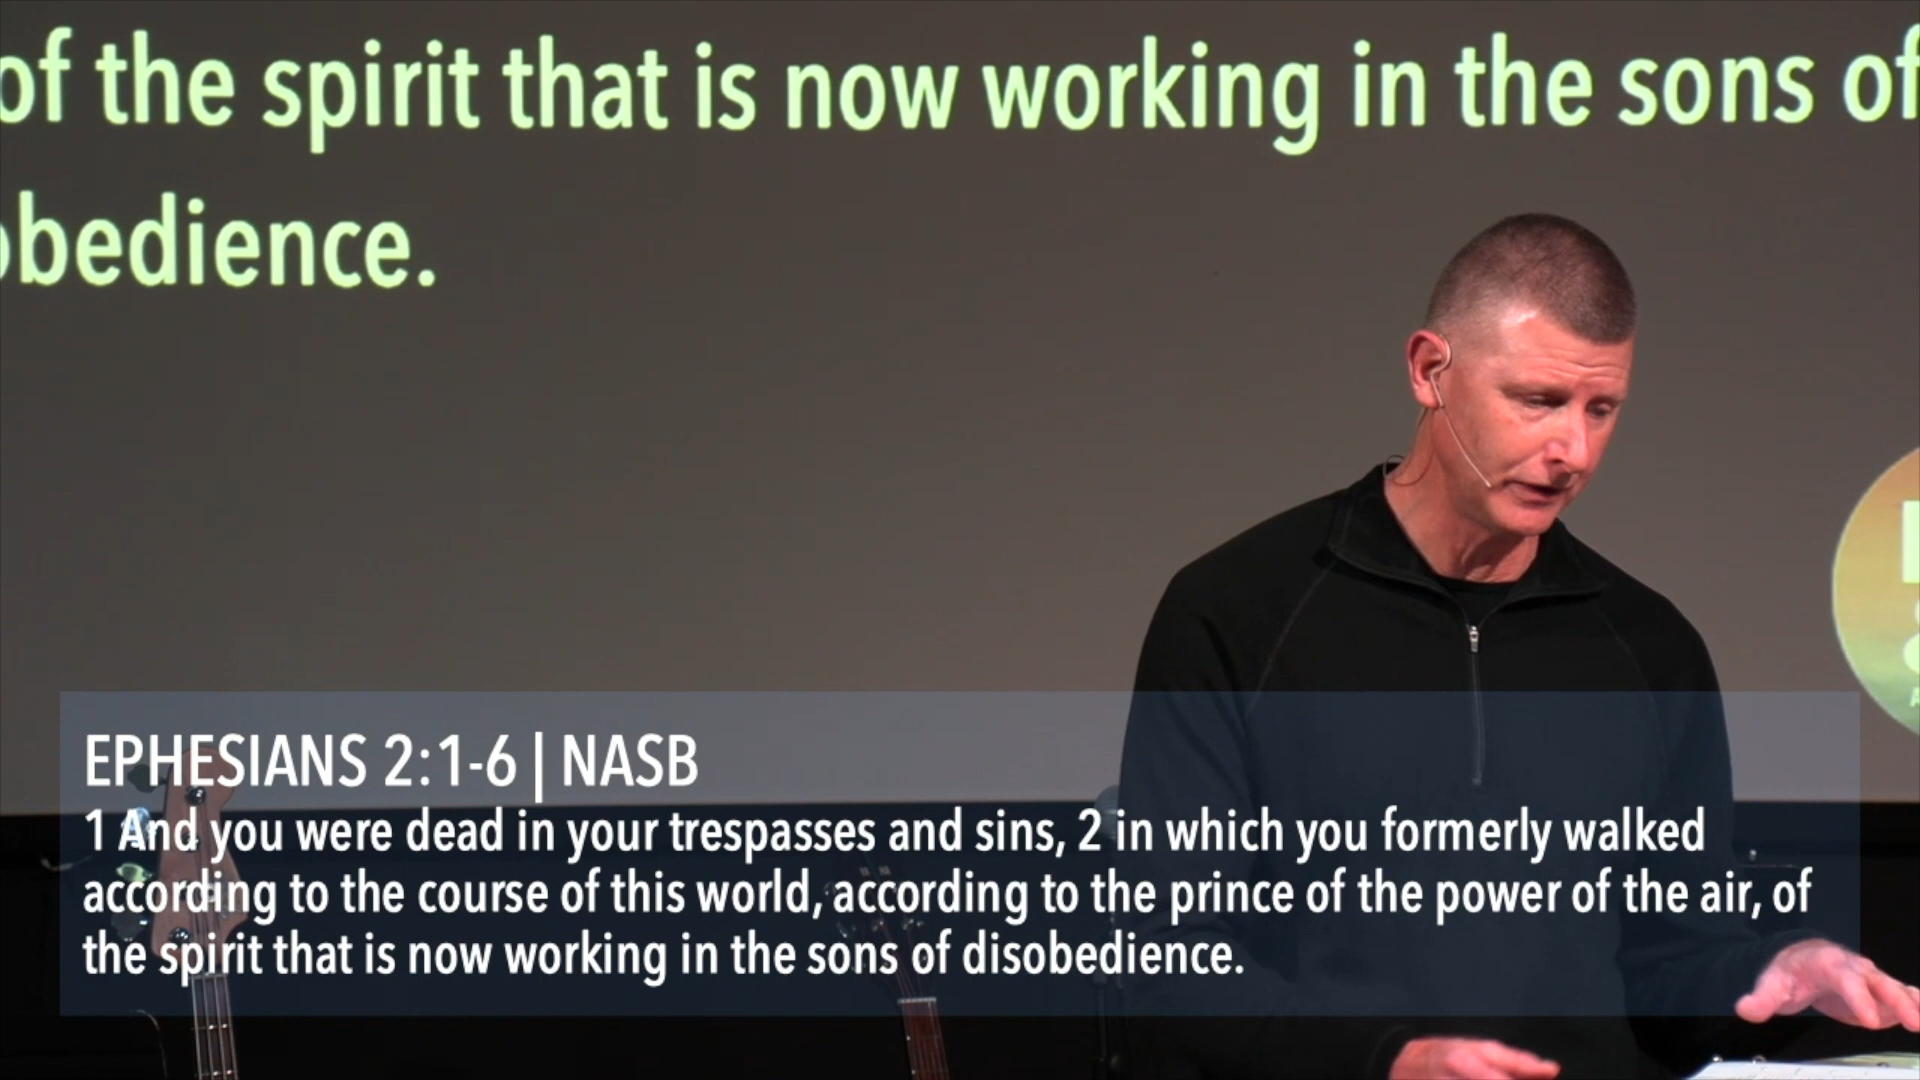 of the spirit that is now working in the sons of
obedience.
EPHESIANS 2:1-6 | NASB
1 And you were dead in your trespasses and sins, 2 in which you formerly walked
according to the course of this world, according to the prince of the power of the air, of
the spirit that is now working in the sons of disobedience.